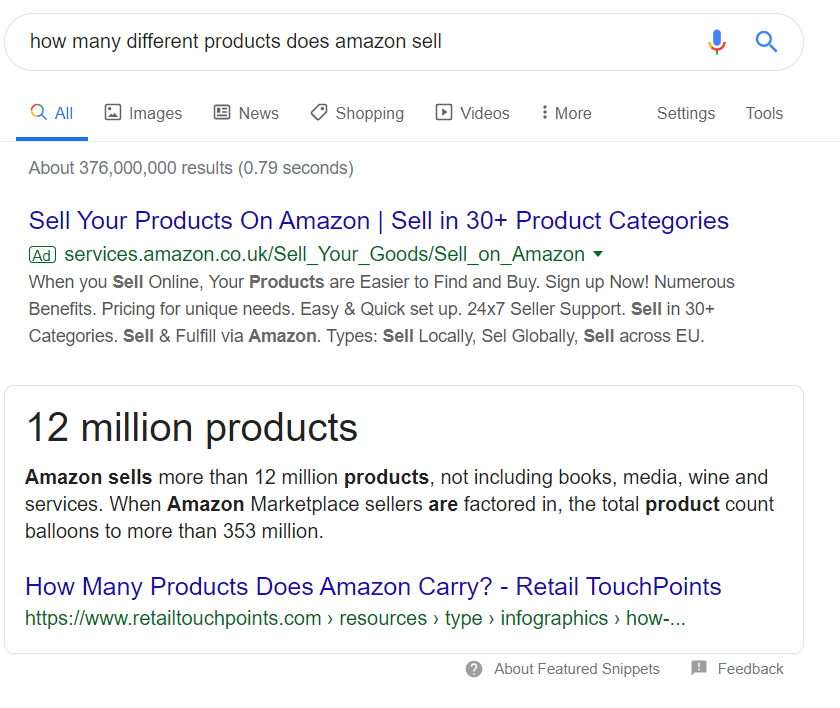 how many different products does amazon sell
All Images News Shopping Videos More Settings Tools
About 376,000,000 results (0.79 seconds)
Sell Your Products On Amazon | Sell in 30+ Product Categories
Ad services.amazon.co.uk/Sell_Your_Goods/Sell_on_Amazon
When you Sell Online, Your Products are Easier to Find and Buy. Sign up Now! Numerous
Benefits. Pricing for unique needs. Easy & Quick set up. 24x7 Seller Support. Sell in 30+
Categories. Sell & Fulfill via Amazon. Types: Sell Locally, Sel Globally, Sell across EU.
12 million products
Amazon sells more than 12 million products, not including books, media, wine and
services. When Amazon Marketplace sellers are factored in, the total product count
balloons to more than 353 million.
How Many Products Does Amazon Carry? - Retail TouchPoints
https://www.retailtouchpoints.com › resources › type › infographics › how-...
About Featured Snippets Feedback